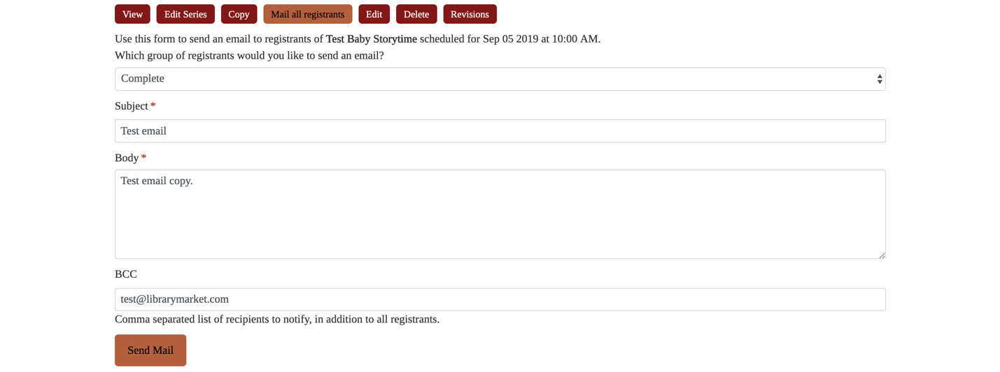 View Edit Series Copy Mail all registrants Edit Delete Revisions
Use this form to send an email to registrants of Test Baby Storytime scheduled for Sep 05 2019 at 10:00 AM.
Which group of registrants would you like to send an email?
Complete
Subject *
Test email
Body *
Test email copy.
BCC
test@librarymarket.com
Comma separated list of recipients to notify, in addition to all registrants.
Send Mail